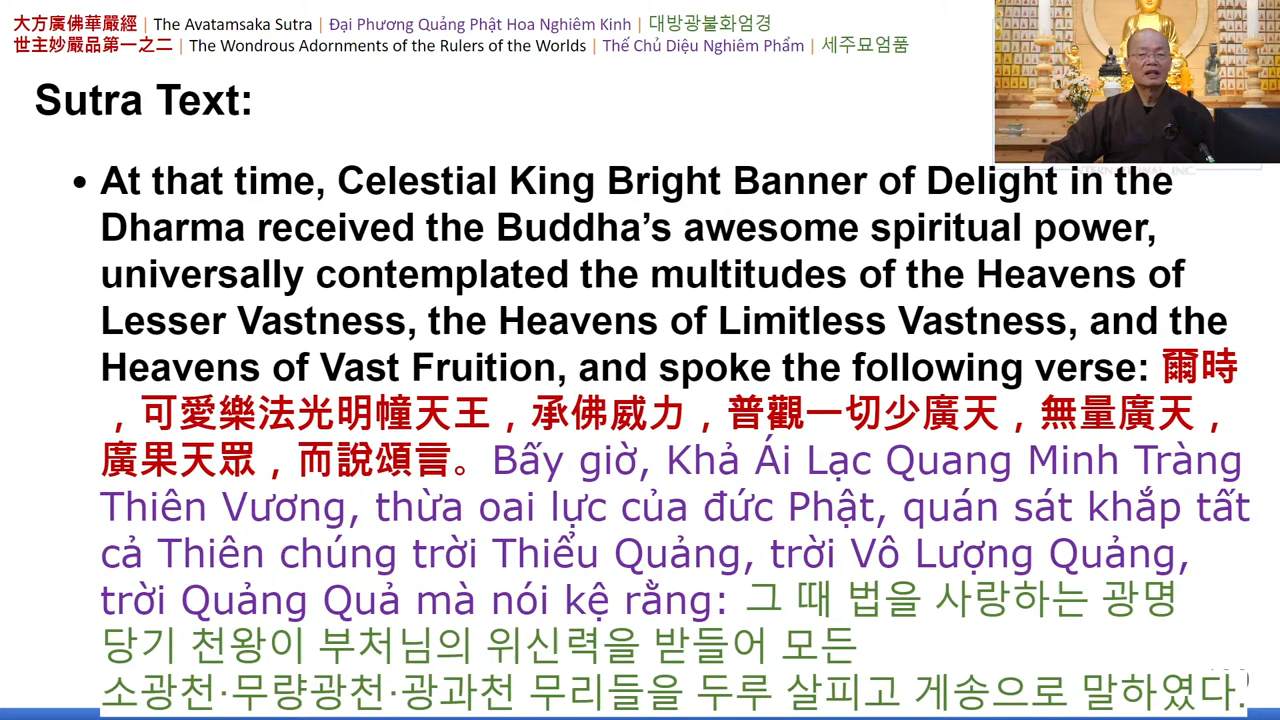 大方廣佛華嚴經 | The Avatamsaka Sutra | Đại Phương Quảng Phật Hoa Nghiêm Kinh | 대방광불화엄경
世主妙嚴品第一之二 | The Wondrous Adornments of the Rulers of the Worlds | Thế Chủ Diệu Nghiêm Phẩm | 세주묘엄품
Sutra Text:
• At that time, Celestial King Bright Banner of Delight in the
Dharma received the Buddha’s awesome spiritual power,
universally contemplated the multitudes of the Heavens of
Lesser Vastness, the Heavens of Limitless Vastness, and the
Heavens of Vast Fruition, and spoke the following verse: 爾時
，可愛樂法光明幢天王，承佛威力，普觀一切少廣天，無量廣天，
廣果天眾，而說頌言。Bấy giờ, Khả Ái Lạc Quang Minh Tràng
Thiên Vương, thừa oai lực của đức Phật, quán sát khắp tất
cả Thiên chúng trời Thiểu Quảng, trời Vô Lượng Quảng,
trời Quảng Quả mà nói kệ rằng: 그 때 법을 사랑하는 광명
당기 천왕이 부처님의 위신력을 받들어 모든
소광천·무량광천·광과천 무리들을 두루 살피고 게송으로 말하였다.